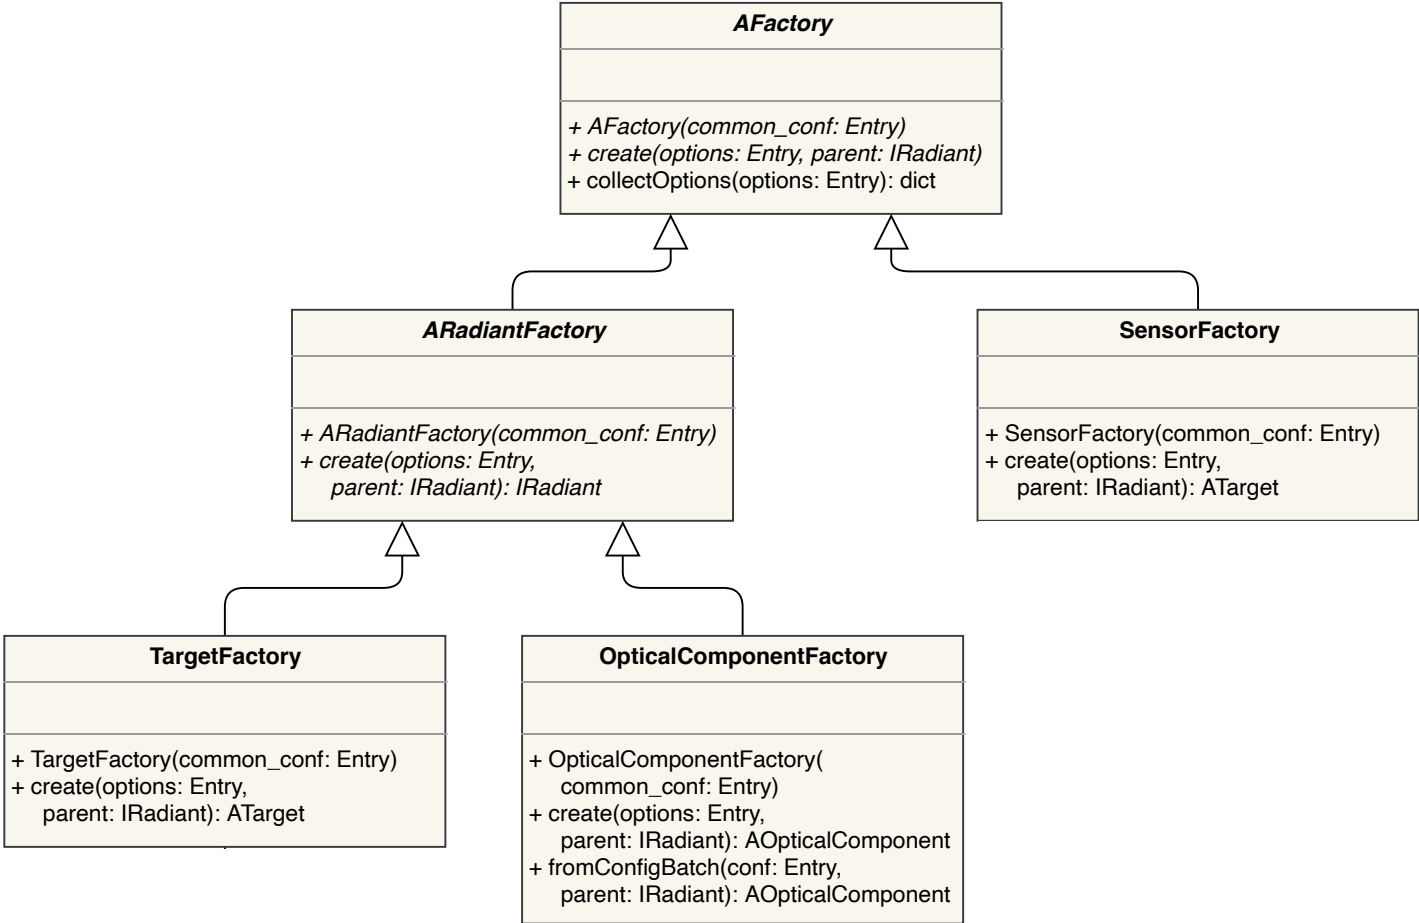 AFactory
+ AFactory(common_conf: Entry)
+ create(options: Entry, parent: IRadiant)
+ collectOptions(options: Entry): dict
ARadiantFactory
+ ARadiantFactory(common_conf: Entry)
+ create(options: Entry,
parent: IRadiant): IRadiant
SensorFactory
+ SensorFactory(common_conf: Entry)
+ create(options: Entry,
parent: IRadiant): ATarget
TargetFactory
+ TargetFactory(common_conf: Entry)
+ create(options: Entry,
parent: IRadiant): ATarget
OpticalComponentFactory
+ OpticalComponentFactory(
common_conf: Entry)
+ create(options: Entry,
parent: IRadiant): AOpticalComponent
+ fromConfigBatch(conf: Entry,
parent: IRadiant): AOpticalComponent